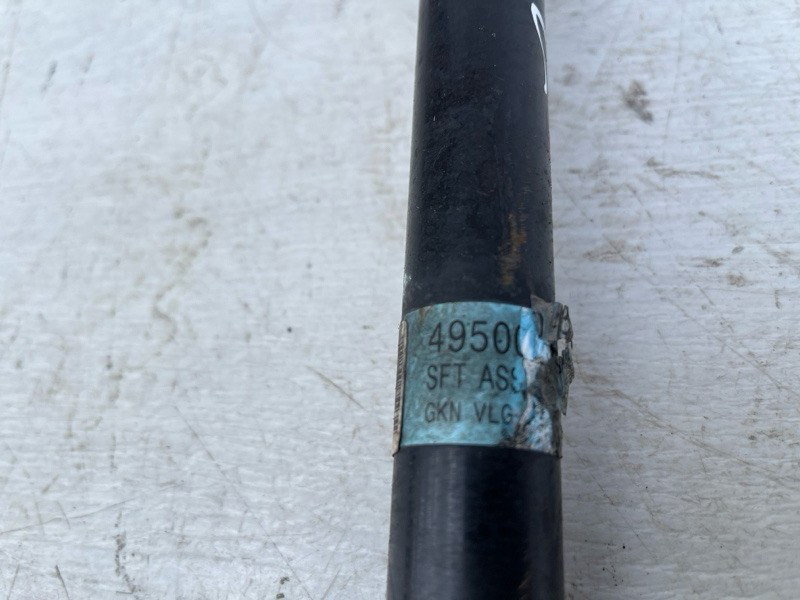 49500
SFT ASS
GKN VLG